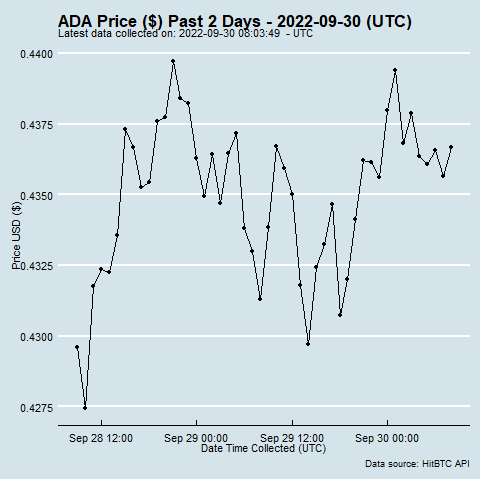 ADA Price ($) Past 2 Days - 2022-09-30 (UTC)
Latest data collected on: 2022-09-30 08:03:49  - UTC
0.4400
0.4375
0.4350
0.4325
0.4300
0.4275
Price USD ($)
Sep 28 12:00
Sep 29 00:00
Sep 29 12:00
Sep 30 00:00
Date Time Collected (UTC)
Data source: HitBTC API